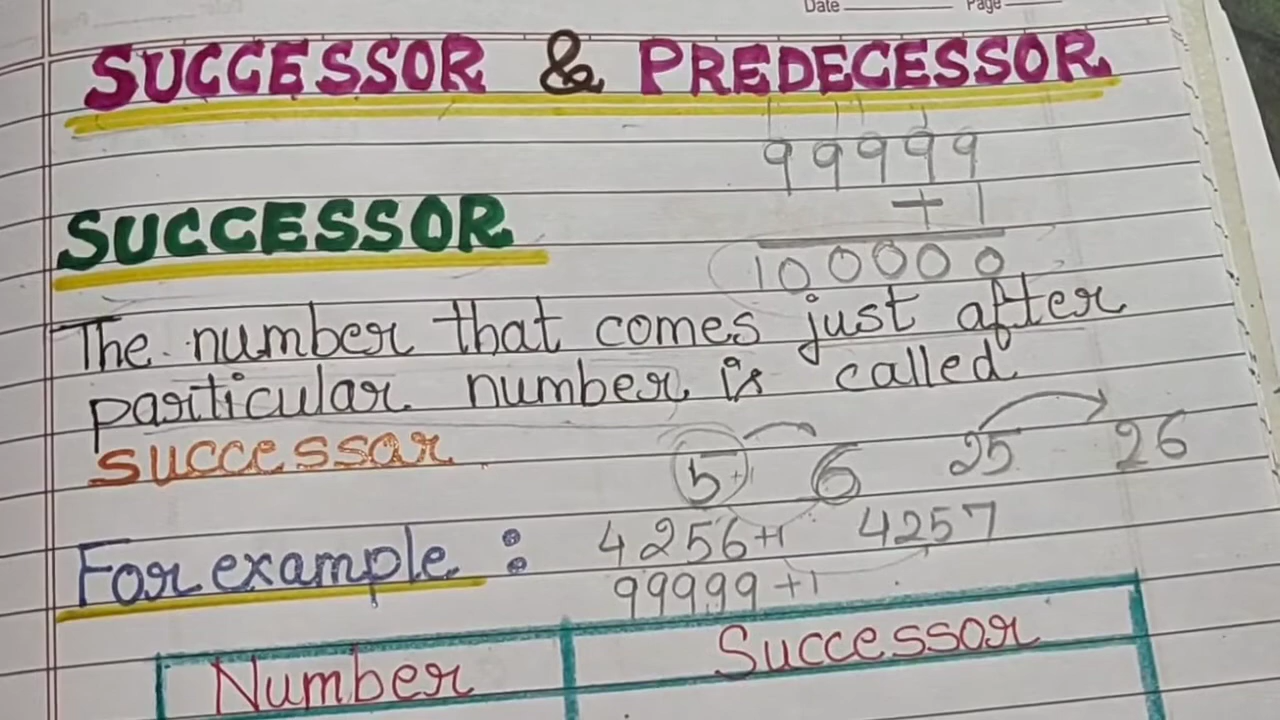 Date Page
SUCCESSOR & PREDECESSOR
99999
+ 1
100000
SUCCESSOR
The number that comes just after
particular number is called
successar
5+1 6 25 26
For example :
4256+1 4257
99999 +1
Number Successor